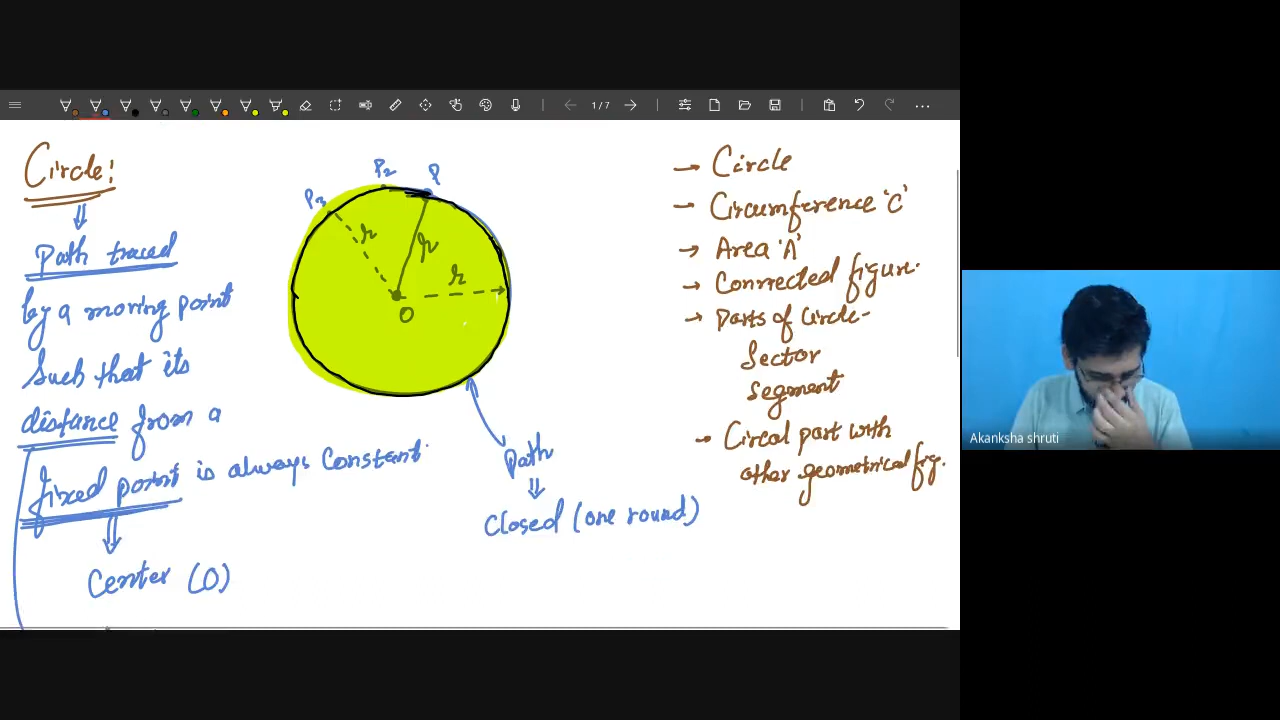 1/7
Circle:
Path traced
by a moving point
such that its
distance from a
fixed point is always constant.
Center (O)
P3
P2
P
r
r
r
O
Path
Closed (one round)
→ Circle
→ Circumference 'C'
→ Area 'A'
→ Connected figure.
→ Parts of Circle-
Sector
Segment
→ Circal part with
other geometrical fig.
Akanksha shruti